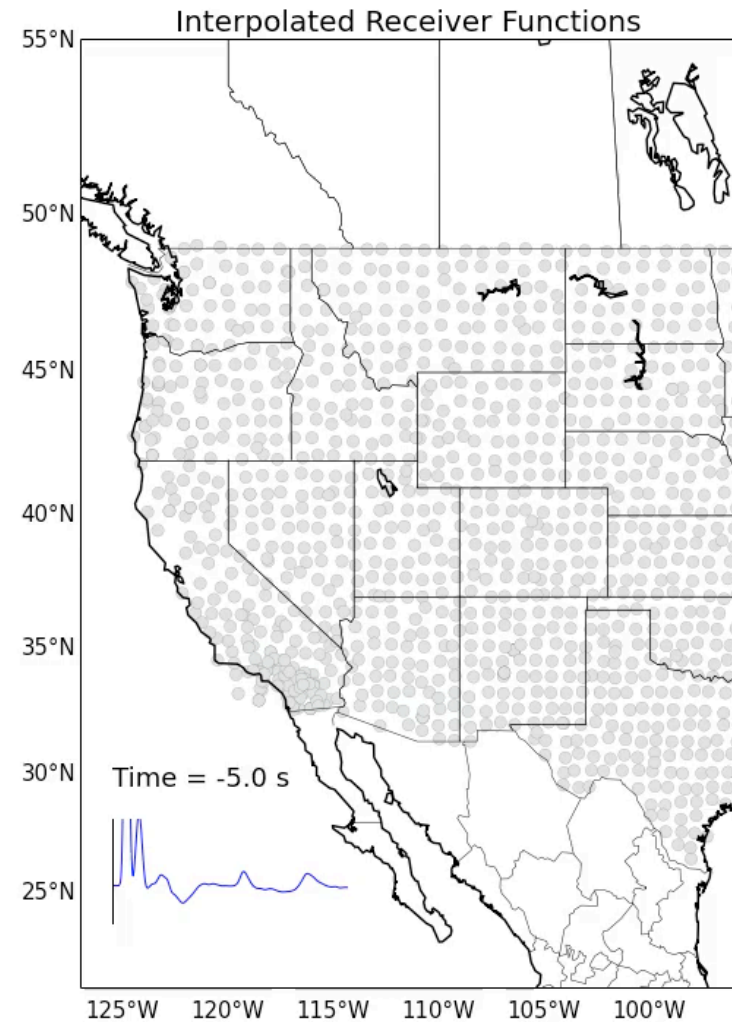 Interpolated Receiver Functions
55°N
50°N
45°N
40°N
35°N
30°N
Time = -5.0 s
25°N
125°W 120°W 115°W 110°W 105°W 100°W